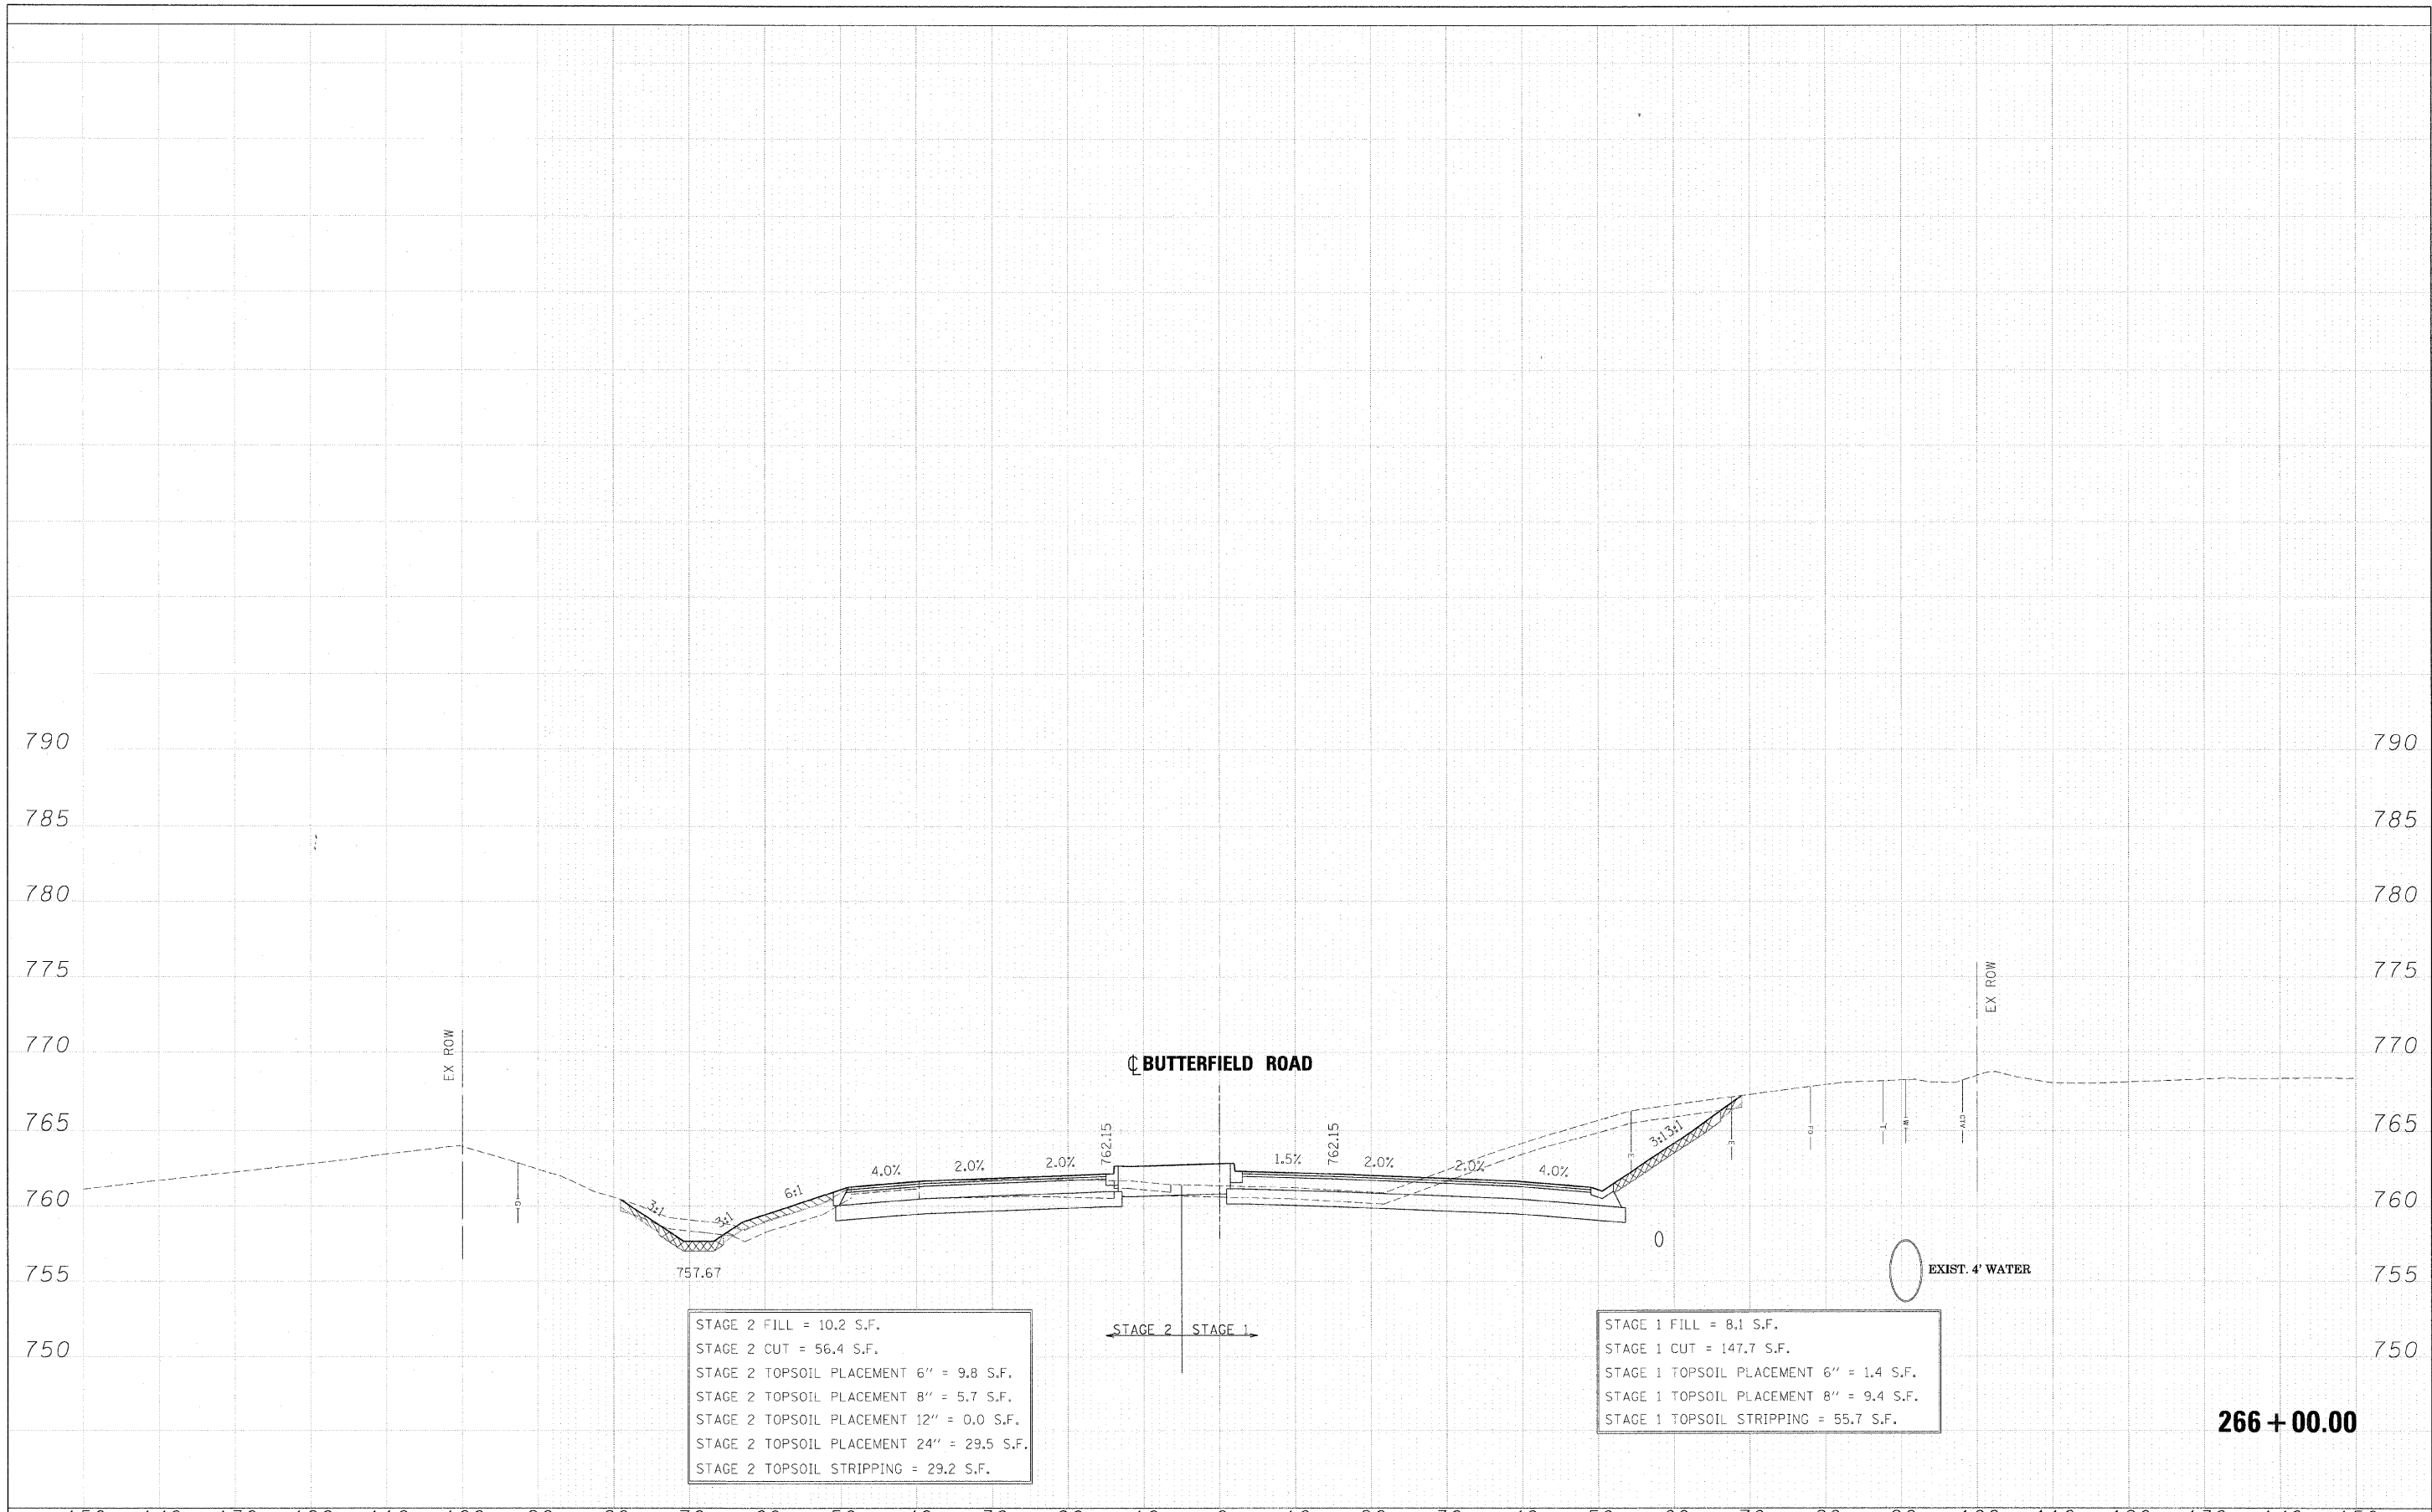 790 790
785 785
780 780
775 775
EX ROW
770 770
EX ROW
℄ BUTTERFIELD ROAD
765 765
762.15 762.15
4.0% 2.0% 2.0% 1.5% 2.0% 2.0% 4.0%
3:1 3:1 6:1 3:1 3:1
E E FO T W CTV
760 760
G
757.67
755 755
EXIST. 4' WATER
STAGE 2 STAGE 1
750 750
STAGE 2 FILL = 10.2 S.F.
STAGE 2 CUT = 56.4 S.F.
STAGE 2 TOPSOIL PLACEMENT 6'' = 9.8 S.F.
STAGE 2 TOPSOIL PLACEMENT 8'' = 5.7 S.F.
STAGE 2 TOPSOIL PLACEMENT 12'' = 0.0 S.F.
STAGE 2 TOPSOIL PLACEMENT 24'' = 29.5 S.F.
STAGE 2 TOPSOIL STRIPPING = 29.2 S.F.
STAGE 1 FILL = 8.1 S.F.
STAGE 1 CUT = 147.7 S.F.
STAGE 1 TOPSOIL PLACEMENT 6'' = 1.4 S.F.
STAGE 1 TOPSOIL PLACEMENT 8'' = 9.4 S.F.
STAGE 1 TOPSOIL STRIPPING = 55.7 S.F.
266+00.00